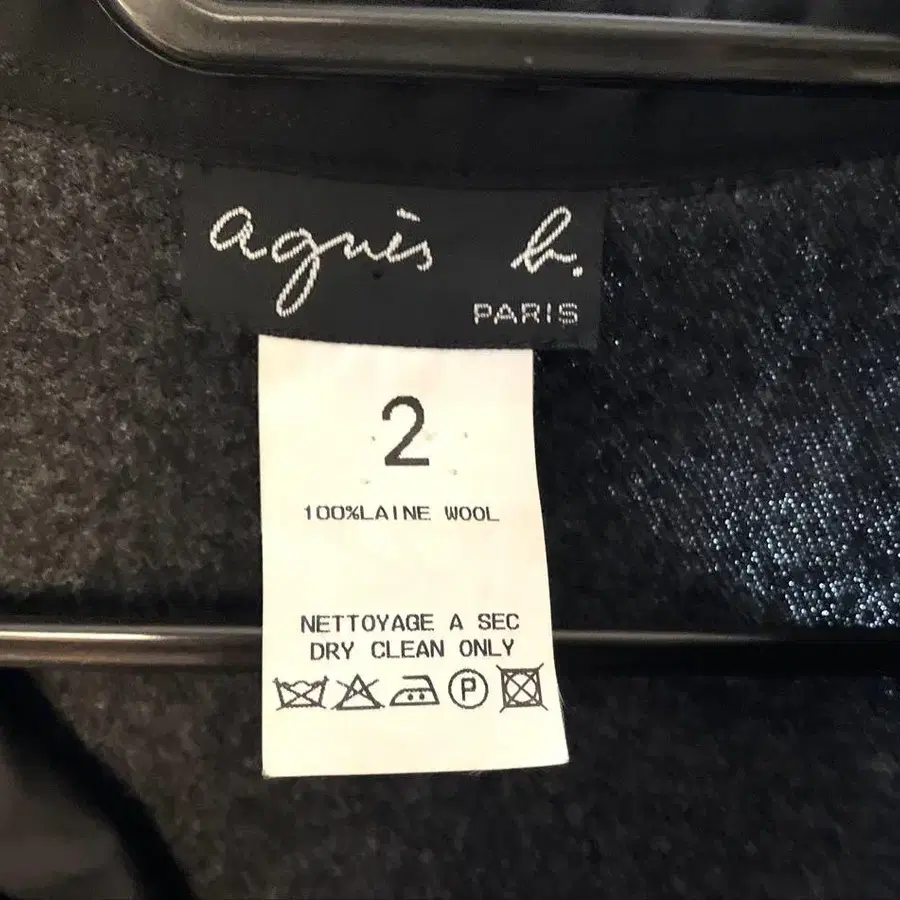 agnès b.
PARIS
2
100%LAINE WOOL
NETTOYAGE A SEC
DRY CLEAN ONLY
P